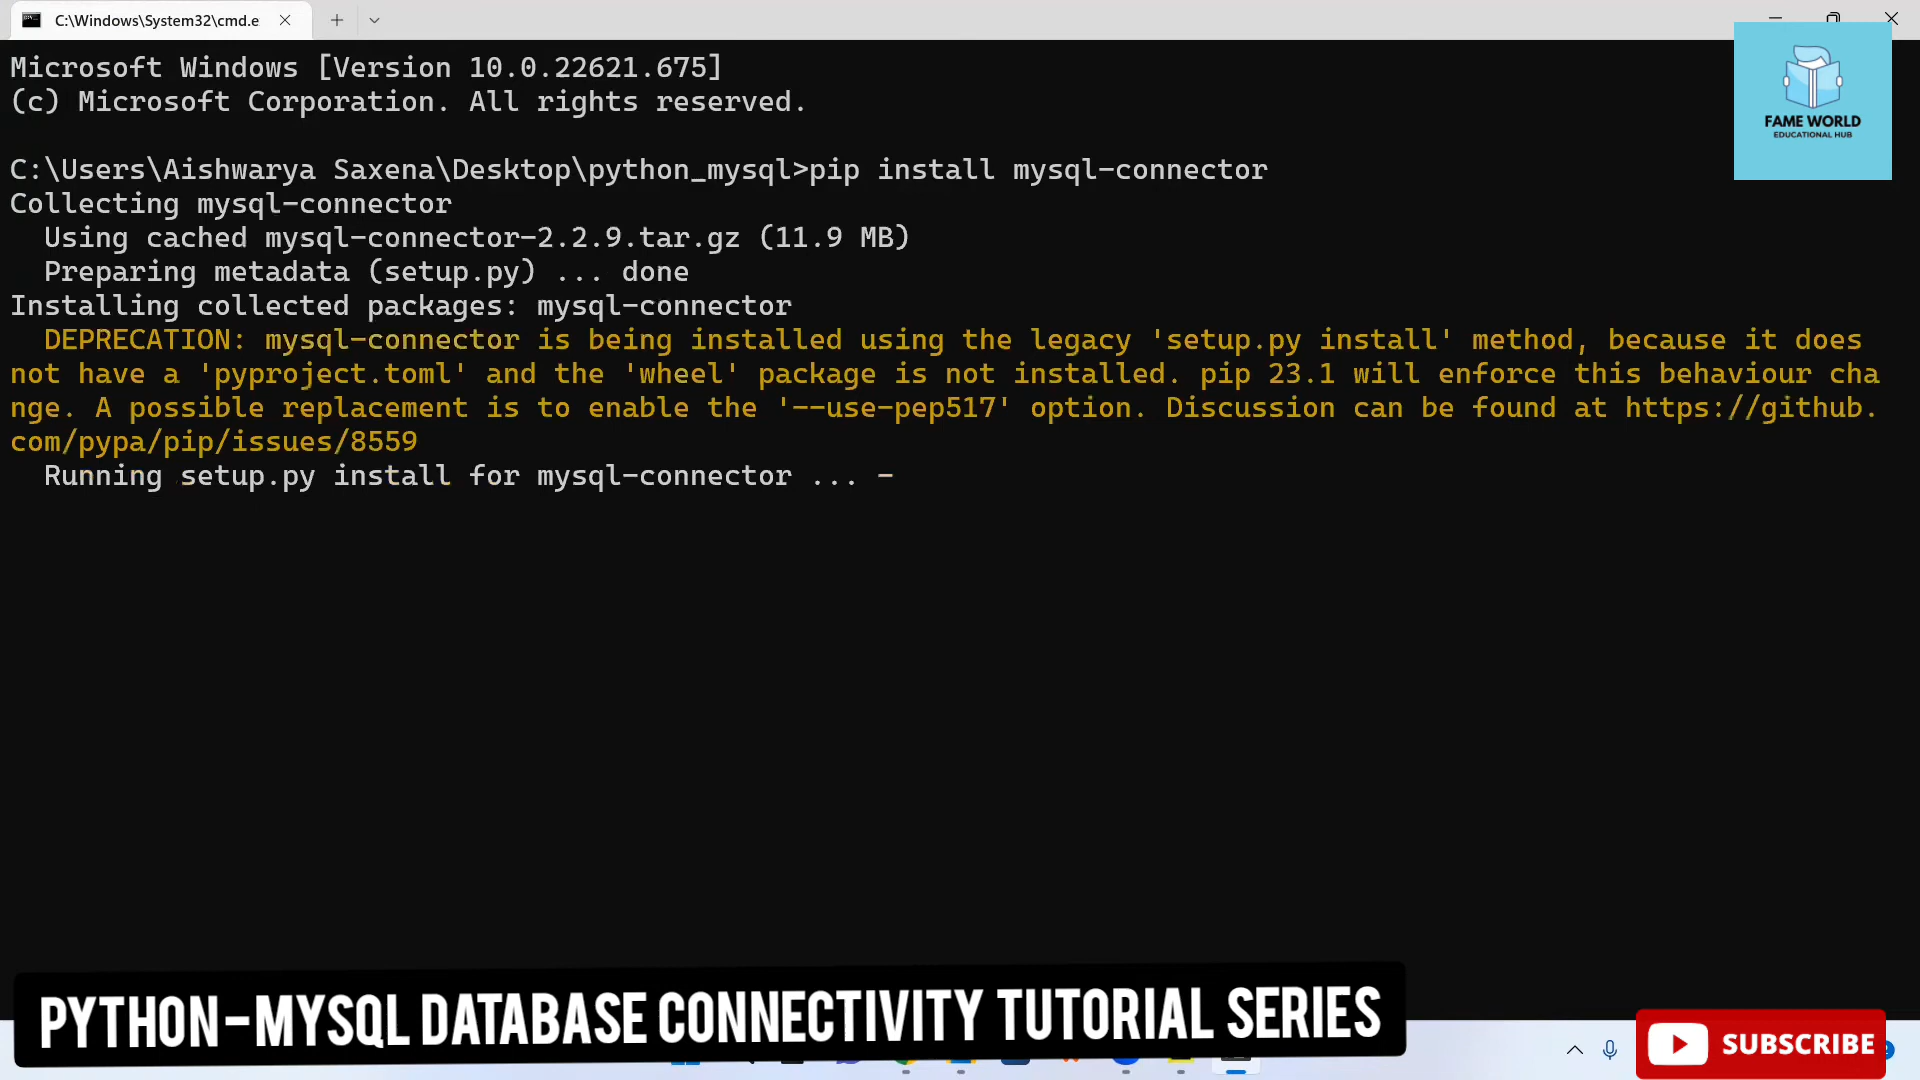 C:\Windows\System32\cmd.e
Microsoft Windows [Version 10.0.22621.675]
(c) Microsoft Corporation. All rights reserved.
FAME WORLD
EDUCATIONAL HUB
C:\Users\Aishwarya Saxena\Desktop\python_mysql>pip install mysql-connector
Collecting mysql-connector
  Using cached mysql-connector-2.2.9.tar.gz (11.9 MB)
  Preparing metadata (setup.py) ... done
Installing collected packages: mysql-connector
  DEPRECATION: mysql-connector is being installed using the legacy 'setup.py install' method, because it does
not have a 'pyproject.toml' and the 'wheel' package is not installed. pip 23.1 will enforce this behaviour cha
nge. A possible replacement is to enable the '--use-pep517' option. Discussion can be found at https://github.
com/pypa/pip/issues/8559
  Running setup.py install for mysql-connector ... -
PYTHON-MYSQL DATABASE CONNECTIVITY TUTORIAL SERIES
SUBSCRIBE